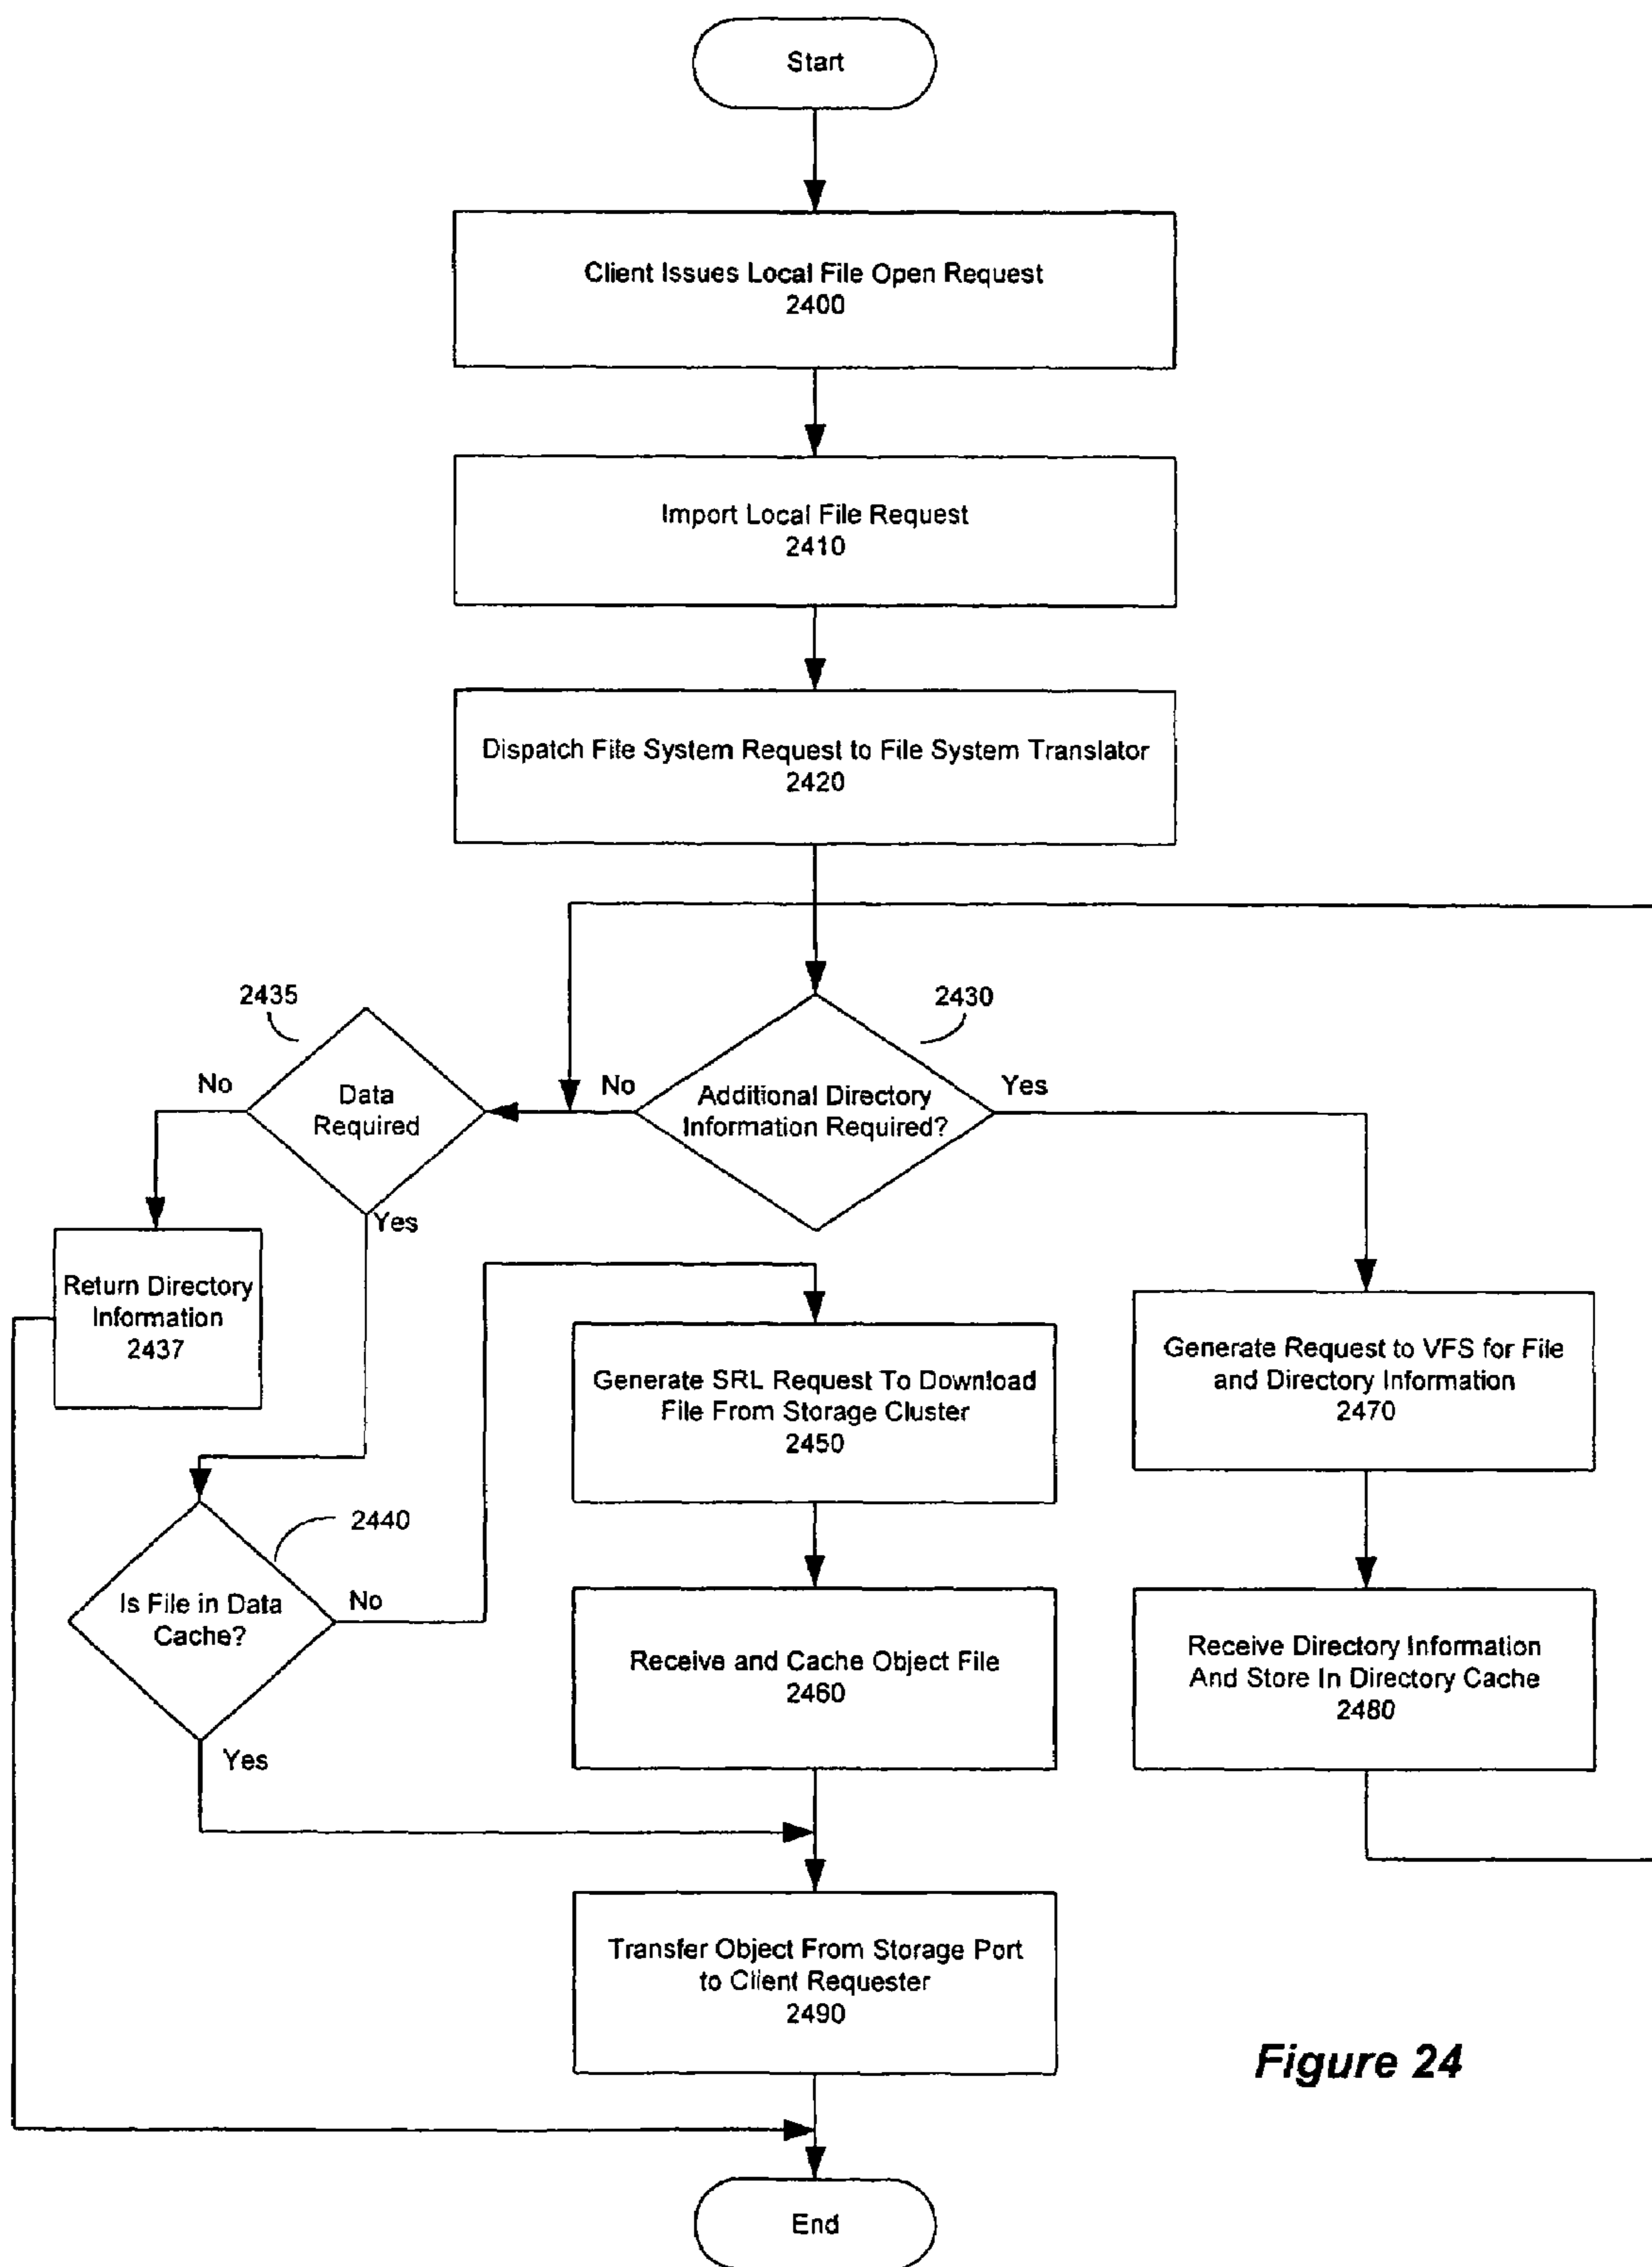 Start
Client Issues Local File Open Request
2400
Import Local File Request
2410
Dispatch File System Request to File System Translator
2420
2435
2430
No
Data
Required
No
Additional Directory
Information Required?
Yes
Yes
Return Directory
Information
2437
Generate SRL Request To Download
File From Storage Cluster
2450
Generate Request to VFS for File
and Directory Information
2470
2440
Is File in Data
Cache?
No
Yes
Receive and Cache Object File
2460
Receive Directory Information
And Store In Directory Cache
2480
Transfer Object From Storage Port
to Client Requester
2490
Figure 24
End